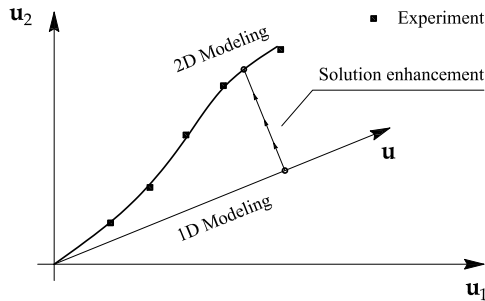 u2
Experiment
2D Modeling
Solution enhancement
u
1D Modeling
u1